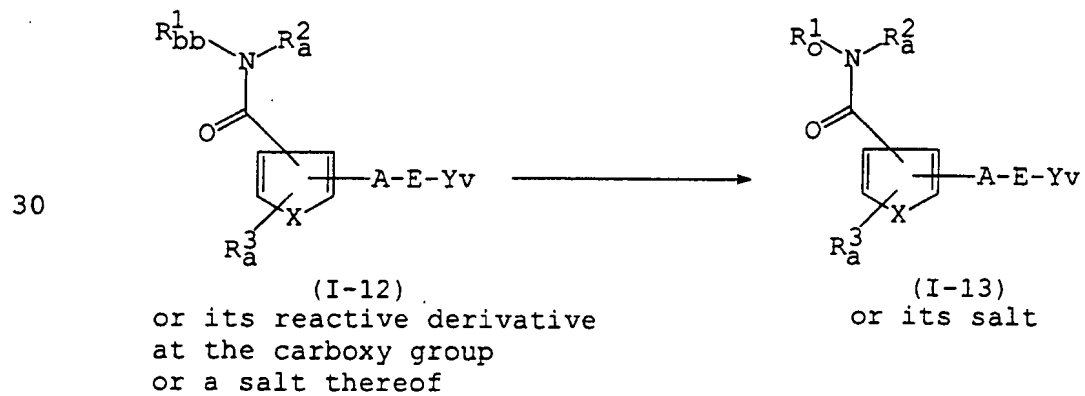 R¹bb N R²a
O
A-E-Yv
X
R³a
R¹o N R²a
O
A-E-Yv
X
R³a
30
(I-12)
or its reactive derivative
at the carboxy group
or a salt thereof
(I-13)
or its salt